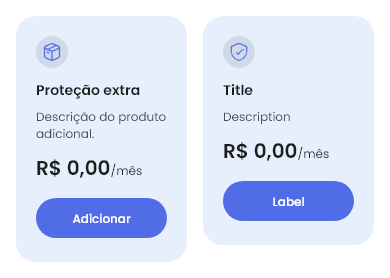 Proteção extra
Descrição do produto
adicional.
R$ 0,00/mês
Adicionar
Title
Description
R$ 0,00/mês
Label